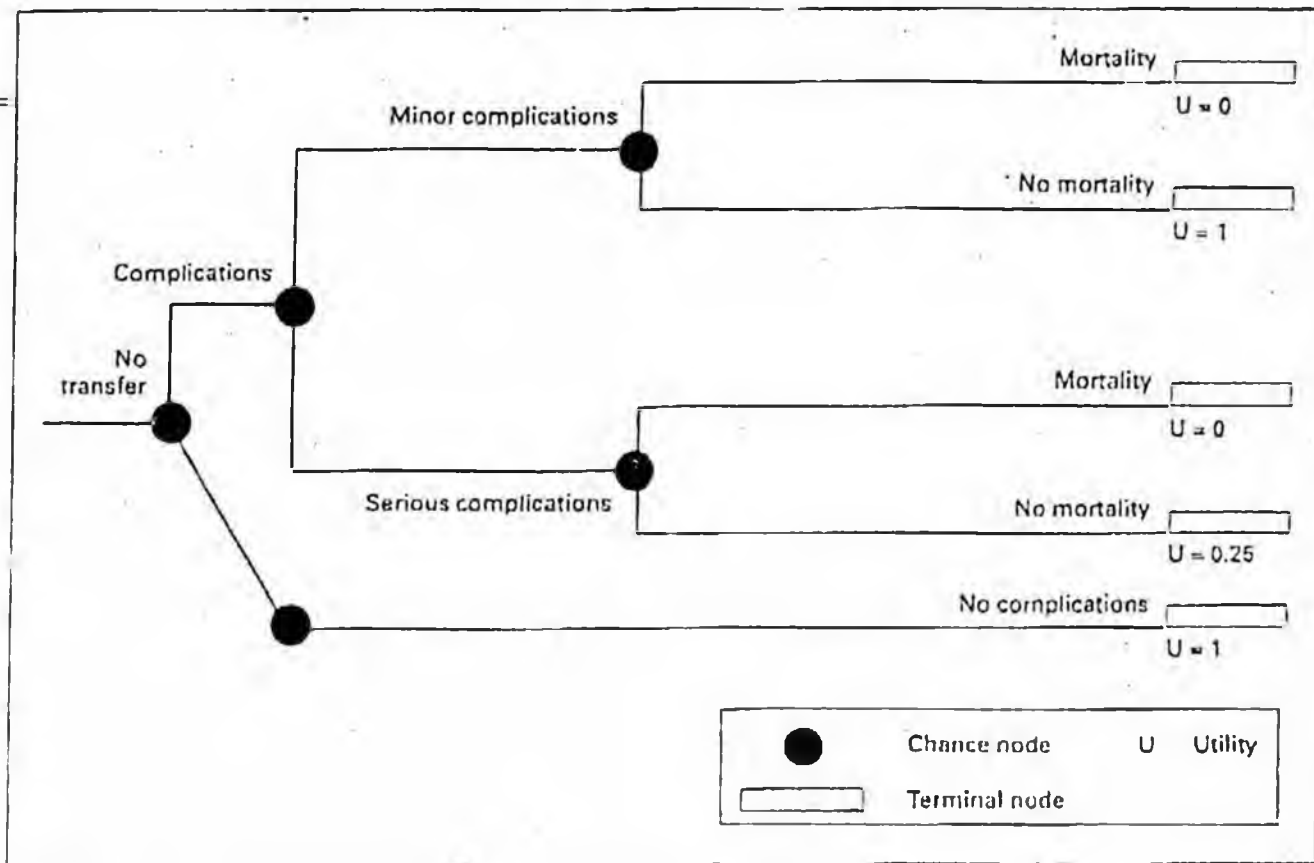 Mortality
U = 0
Minor complications
No mortality
U = 1
Complications
No
transfer
Mortality
U = 0
Serious complications
No mortality
U = 0.25
No complications
U = 1
Chance node U Utility
Terminal node